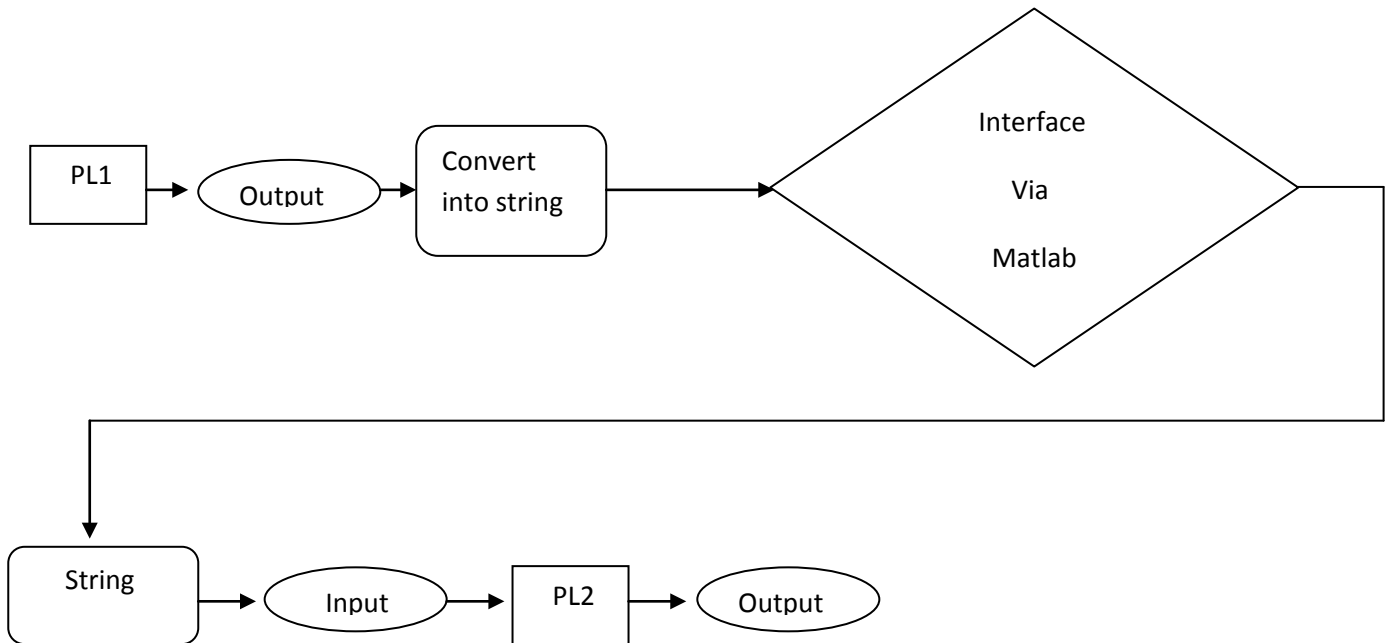 PL1
Output
Convert
into string
Interface
Via
Matlab
String
Input
PL2
Output